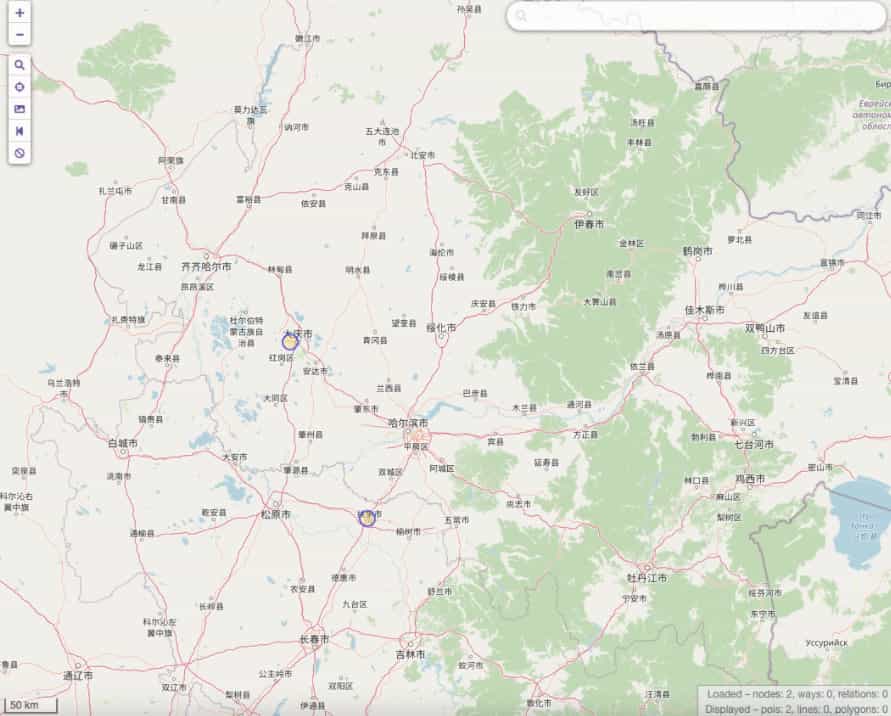 孙吴县
嫩江市
嘉荫县
莫力达瓦
旗
讷河市
五大连池
市
汤旺县
丰林县
北安市
阿荣旗
克东县
克山县
扎兰屯市
甘南县
富裕县
依安县
友好区
伊春市
同江市
拜泉县
金林区
鹤岗市
萝北县
碾子山区
海伦市
齐齐哈尔市
林甸县
明水县
龙江县
绥棱县
南岔县
富锦市
昂昂溪区
桦川县
庆安县
铁力市
大箐山县
佳木斯市
友谊县
扎赉特旗
杜尔伯特
蒙古族自
治县
大庆市
望奎县
绥化市
青冈县
汤原县
双鸭山市
四方台区
泰来县
红岗区
安达市
依兰县
桦南县
宝清县
乌兰浩特
市
兰西县
巴彦县
大同区
肇东市
木兰县
通河县
镇赉县
哈尔滨市
新兴区
白城市
肇州县
平房区
宾县
方正县
勃利县
七台河市
大安市
肇源县
双城区
阿城区
延寿县
密山市
突泉县
洮南市
林口县
鸡西市
科尔沁右
翼中旗
麻山区
乾安县
松原市
尚志市
梨树区
五常市
通榆县
榆树市
德惠市
牡丹江市
农安县
舒兰市
绥芬河市
宁安市
长岭县
九台区
东宁市
科尔沁左
翼中旗
长春市
吉林市
Уссурийск
蛟河市
通辽市
公主岭市
双辽市
双阳区
梨树县
伊通县
敦化市
汪清县
50 km
Loaded – nodes: 2, ways: 0, relations: 0
Displayed – pois: 2, lines: 0, polygons: 0